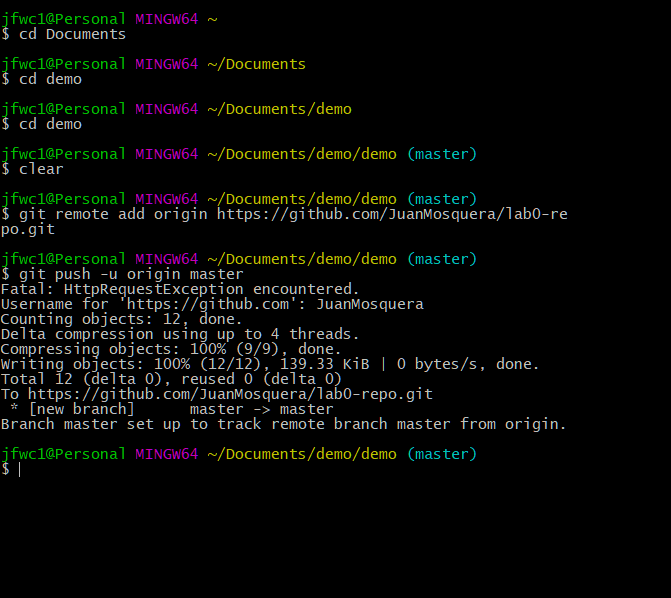 jfwc1@Personal MINGW64 ~
$ cd Documents
jfwc1@Personal MINGW64 ~/Documents
$ cd demo
jfwc1@Personal MINGW64 ~/Documents/demo
$ cd demo
jfwc1@Personal MINGW64 ~/Documents/demo/demo (master)
$ clear
jfwc1@Personal MINGW64 ~/Documents/demo/demo (master)
$ git remote add origin https://github.com/JuanMosquera/lab0-re
po.git
jfwc1@Personal MINGW64 ~/Documents/demo/demo (master)
$ git push -u origin master
Fatal: HttpRequestException encountered.
Username for 'https://github.com': JuanMosquera
Counting objects: 12, done.
Delta compression using up to 4 threads.
Compressing objects: 100% (9/9), done.
Writing objects: 100% (12/12), 139.33 KiB | 0 bytes/s, done.
Total 12 (delta 0), reused 0 (delta 0)
To https://github.com/JuanMosquera/lab0-repo.git
 * [new branch]      master -> master
Branch master set up to track remote branch master from origin.
jfwc1@Personal MINGW64 ~/Documents/demo/demo (master)
$